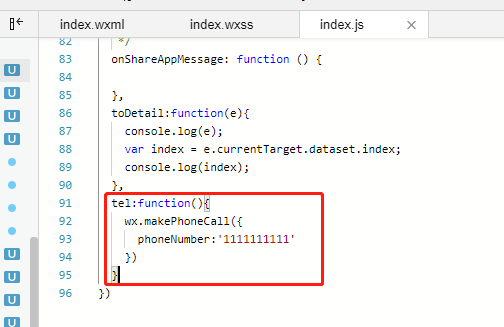 index.wxml index.wxss index.js
82 */
83 onShareAppMessage: function () {
84
85 },
86 toDetail:function(e){
87 console.log(e);
88 var index = e.currentTarget.dataset.index;
89 console.log(index);
90 },
91 tel:function(){
92 wx.makePhoneCall({
93 phoneNumber:'1111111111'
94 })
95 }
96 })
U
U
U
U
U
U
U
U